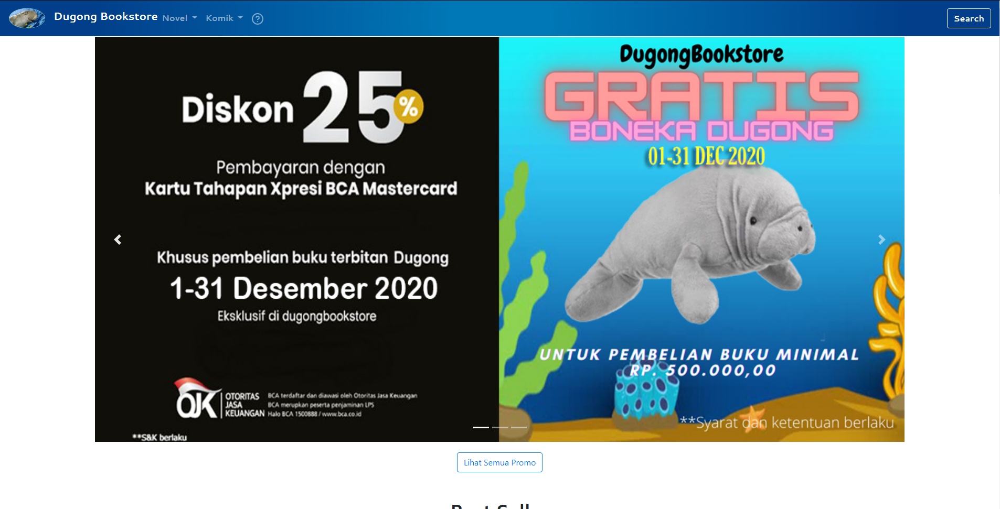 Dugong Bookstore
Novel
Komik
?
Search
Diskon 25%
Pembayaran dengan
Kartu Tahapan Xpresi BCA Mastercard
Khusus pembelian buku terbitan Dugong
1-31 Desember 2020
Eksklusif di dugongbookstore
OJK
OTORITAS
JASA
KEUANGAN
BCA terdaftar dan diawasi oleh Otoritas Jasa Keuangan
BCA merupkan peserta penjaminan LPS
Halo BCA 1500888 / www.bca.co.id
**S&K berlaku
DugongBookstore
GRATIS
BONEKA DUGONG
01-31 DEC 2020
UNTUK PEMBELIAN BUKU MINIMAL
RP. 500.000,00
**Syarat dan ketentuan berlaku
Lihat Semua Promo